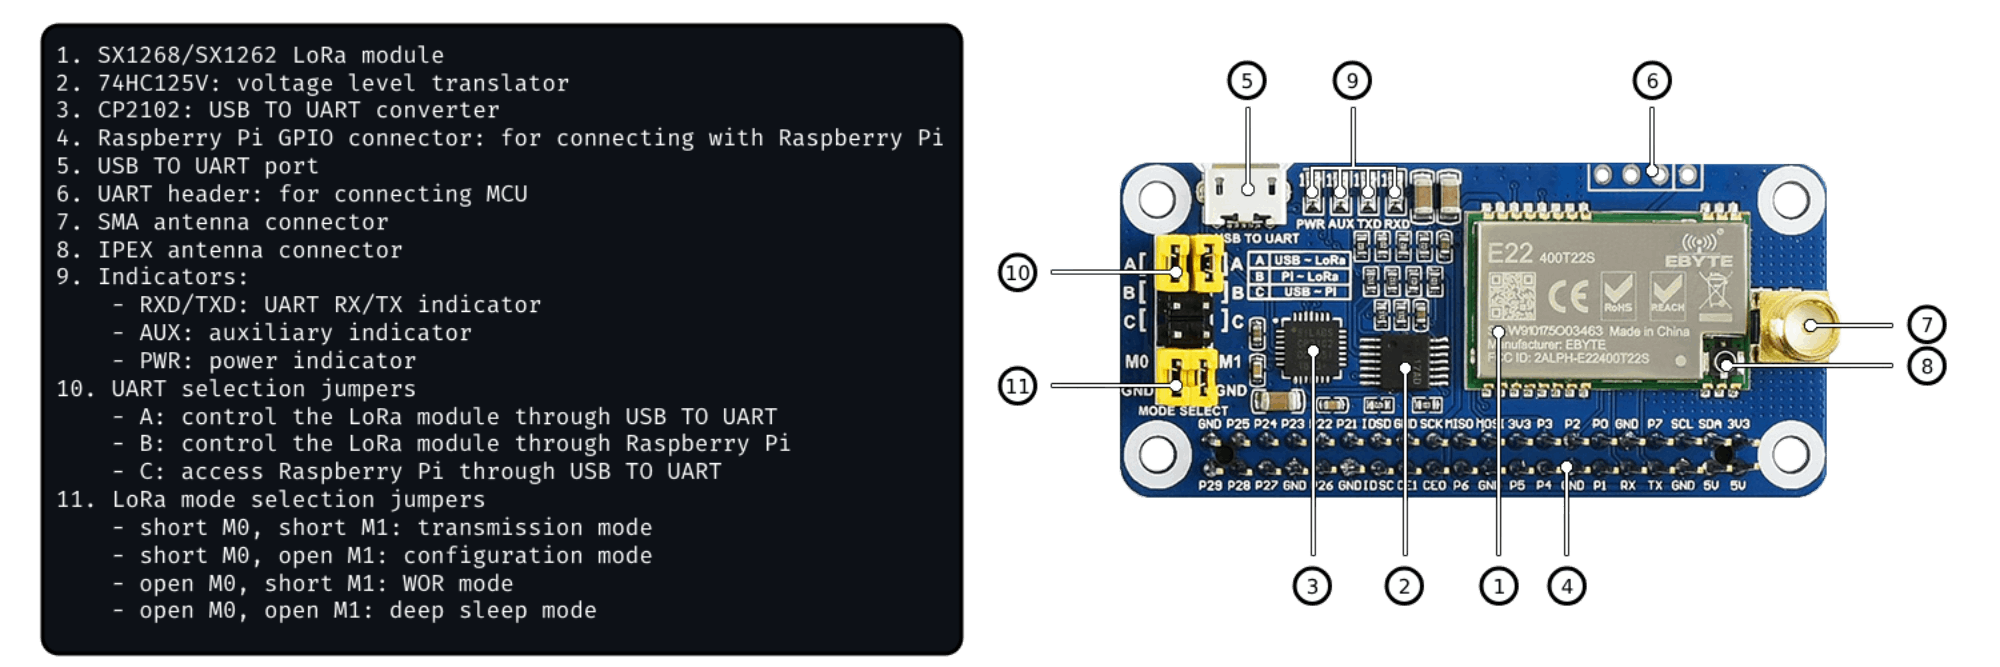 1. SX1268/SX1262 LoRa module
2. 74HC125V: voltage level translator
3. CP2102: USB TO UART converter
4. Raspberry Pi GPIO connector: for connecting with Raspberry Pi
5. USB TO UART port
6. UART header: for connecting MCU
7. SMA antenna connector
8. IPEX antenna connector
9. Indicators:
- RXD/TXD: UART RX/TX indicator
- AUX: auxiliary indicator
- PWR: power indicator
10. UART selection jumpers
- A: control the LoRa module through USB TO UART
- B: control the LoRa module through Raspberry Pi
- C: access Raspberry Pi through USB TO UART
11. LoRa mode selection jumpers
- short M0, short M1: transmission mode
- short M0, open M1: configuration mode
- open M0, short M1: WOR mode
- open M0, open M1: deep sleep mode
5 9 6
PWR AUX TXD RXD
TO UART
A A
B B
C C
A USB ~ LoRa
B Pi ~ LoRa
C USB ~ Pi
E22 400T22S
EBYTE
CE RoHS REACH
Made in China
Manufacturer: EBYTE
FCC ID: 2ALPH-E22400T22S
10
11
7
8
M0 M1
GND GND
MODE SELECT
GND P25 P24 P23 P22 P21 IDSD GND SCK MISO MOSI 3V3 P3 P2 P0 GND P7 SCL SDA 3V3
P29 P28 P27 GND P26 GND IDSC CE1 CE0 P6 GND P5 P4 GND P1 RX TX GND 5V 5V
3 2 1 4